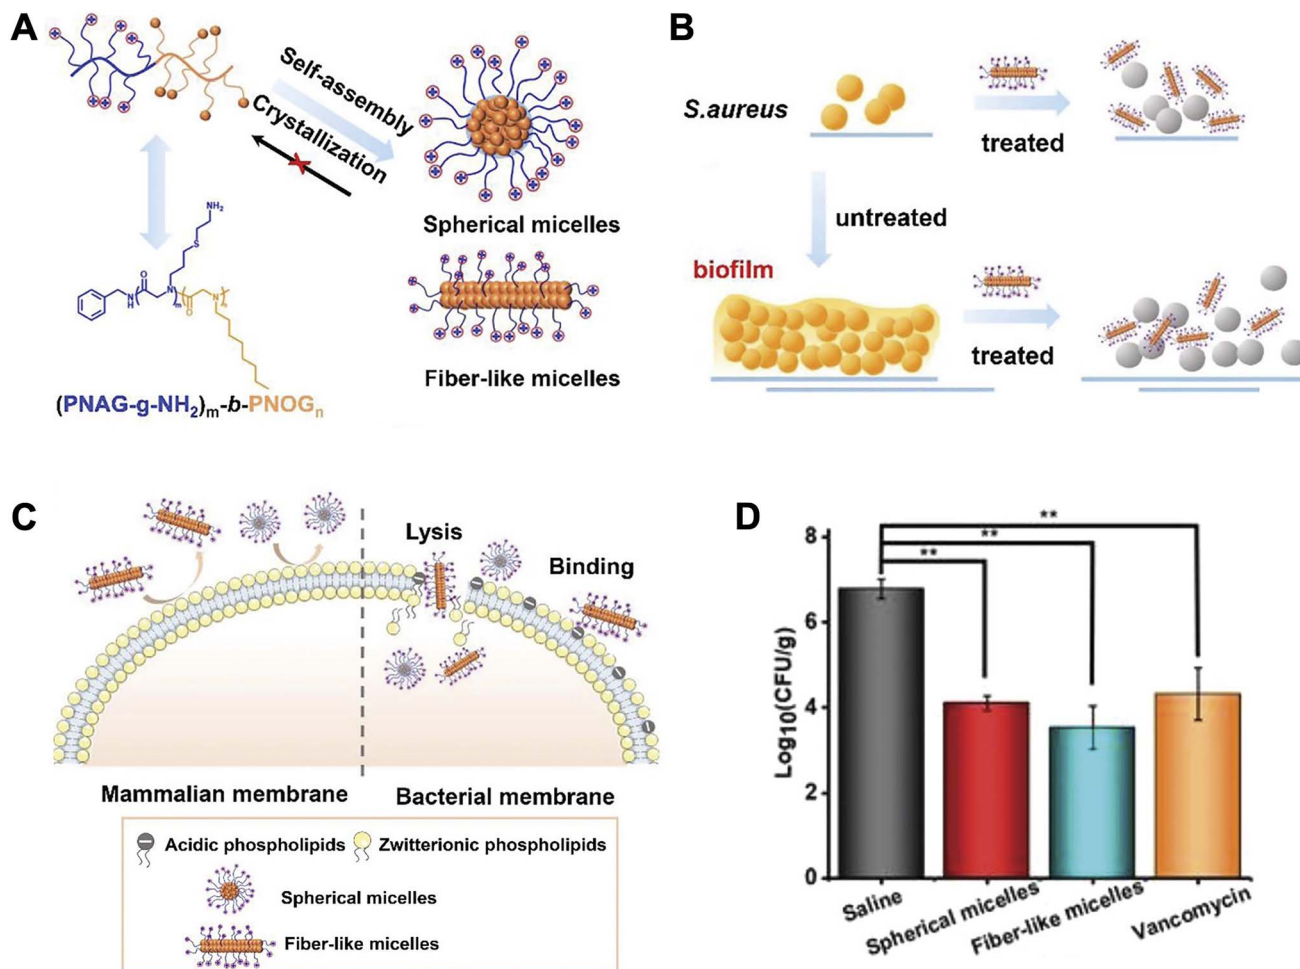 A
Self-assembly
Crystallization
Spherical micelles
Fiber-like micelles
NH₂
S
O
N
H
N
m
O
N
n
(PNAG-g-NH₂)ₘ-b-PNOGₙ
B
S.aureus
treated
untreated
biofilm
treated
C
Lysis
Binding
Mammalian membrane
Bacterial membrane
Acidic phospholipids
Zwitterionic phospholipids
Spherical micelles
Fiber-like micelles
D
**
**
**
Log₁₀(CFU/g)
8
6
4
2
0
Saline
Spherical micelles
Fiber-like micelles
Vancomycin